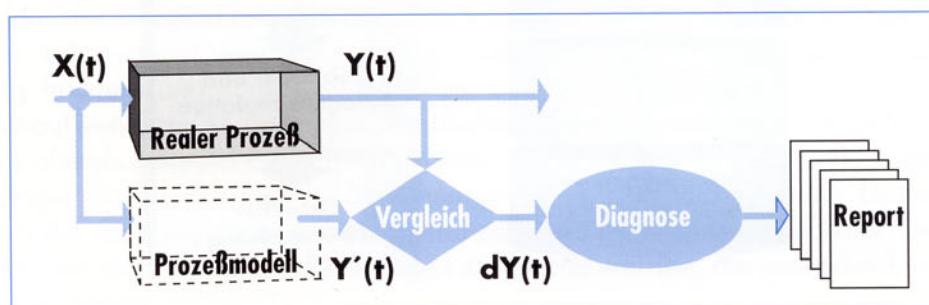 X(t)
Y(t)
Realer Prozeß
Vergleich
Diagnose
Report
Prozeßmodell
Y´(t)
dY(t)